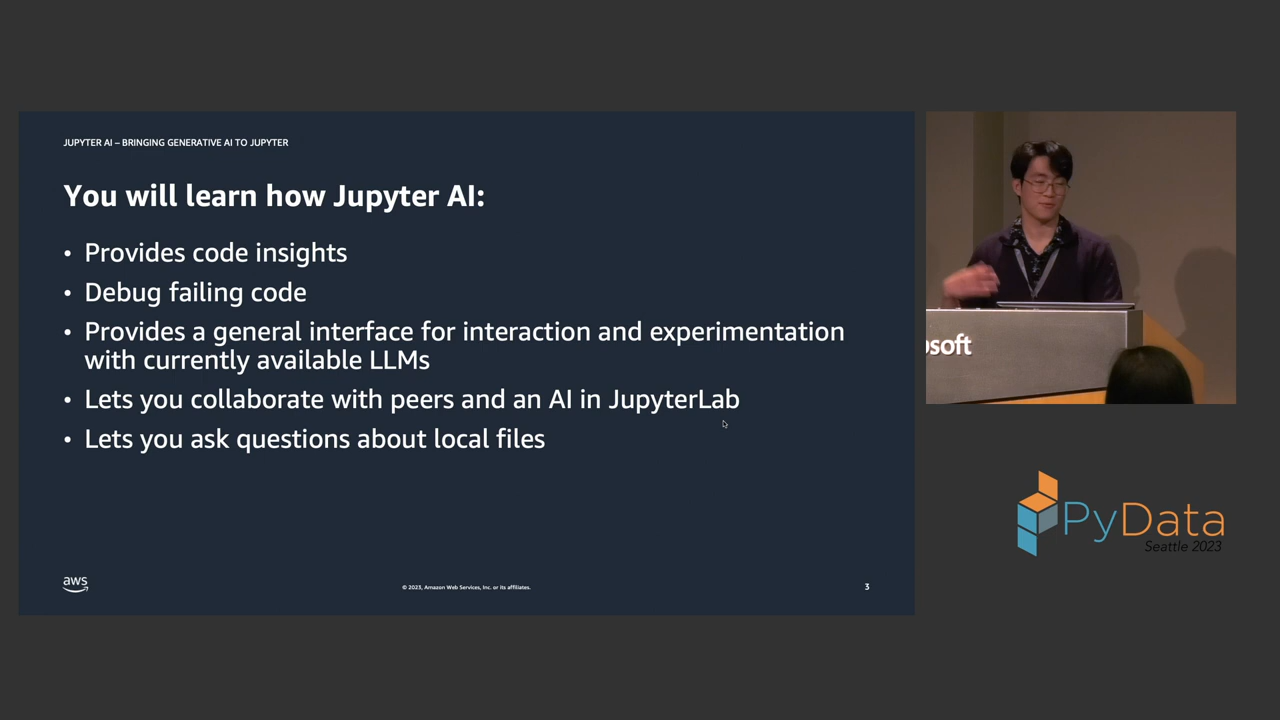 JUPYTER AI – BRINGING GENERATIVE AI TO JUPYTER
You will learn how Jupyter AI:
• Provides code insights
• Debug failing code
• Provides a general interface for interaction and experimentation
with currently available LLMs
• Lets you collaborate with peers and an AI in JupyterLab
• Lets you ask questions about local files
aws
© 2023, Amazon Web Services, Inc. or its affiliates.
3
osoft
PyData
Seattle 2023